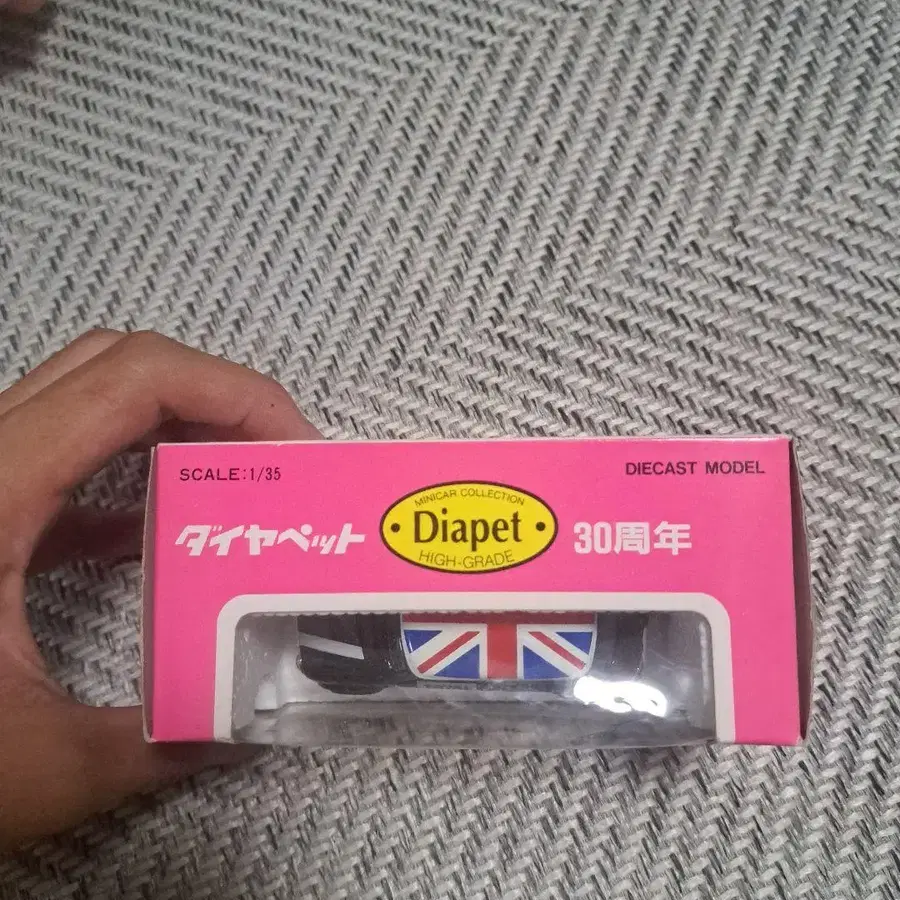 SCALE:1/35
DIECAST MODEL
ダイヤペット
MINICAR COLLECTION
Diapet
HIGH-GRADE
30周年